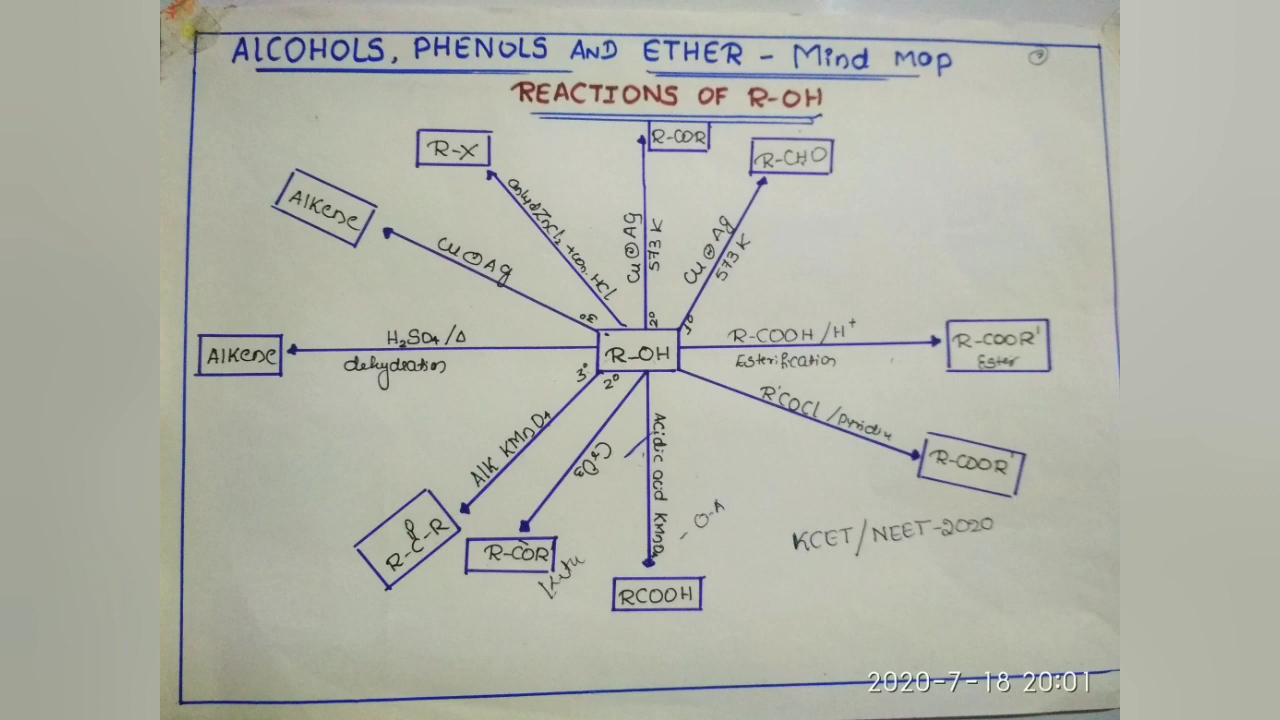 ALCOHOLS, PHENOLS AND ETHER - Mind Map
REACTIONS OF R-OH
R-X
R-COR
R-CHO
Alkene
Anhyd ZnCl2 + con. HCl
Cu @ Ag
573 K
Cu @ Ag
573 K
Cu @ Ag
3°
2°
1°
Alkene
H2SO4/Δ
dehydration
R-OH
R-COOH/H+
Esterification
R-COOR'
Ester
3°
2°
Alk KMnO4
CrO3
Acidic acid KMnO4
R'COCl /pyridin
R-COOR'
O
R-C-R
R-COR
RCOOH
KCET/NEET-2020
2020-7-18 20:01